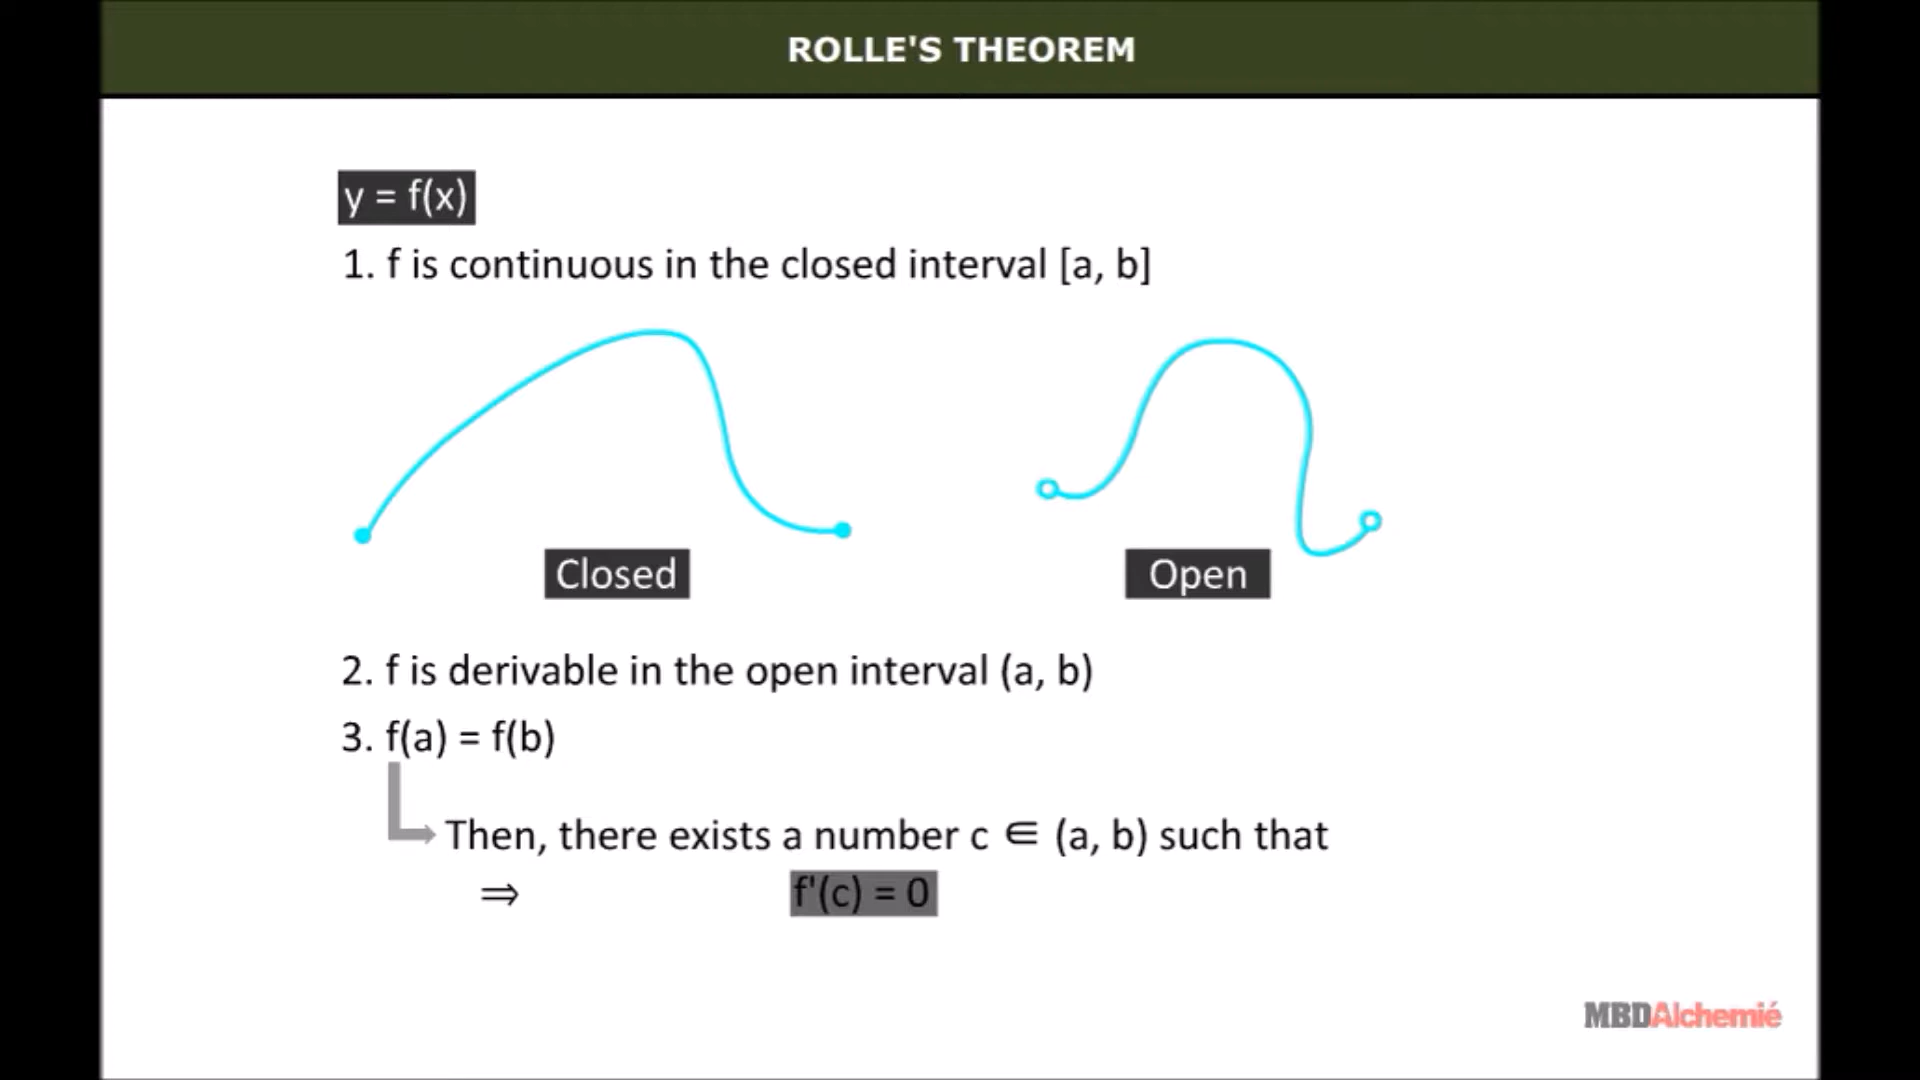 ROLLE'S THEOREM
y = f(x)
1. f is continuous in the closed interval [a, b]
Closed
Open
2. f is derivable in the open interval (a, b)
3. f(a) = f(b)
Then, there exists a number c ∈ (a, b) such that
⇒ f'(c) = 0
MBDAlchemié